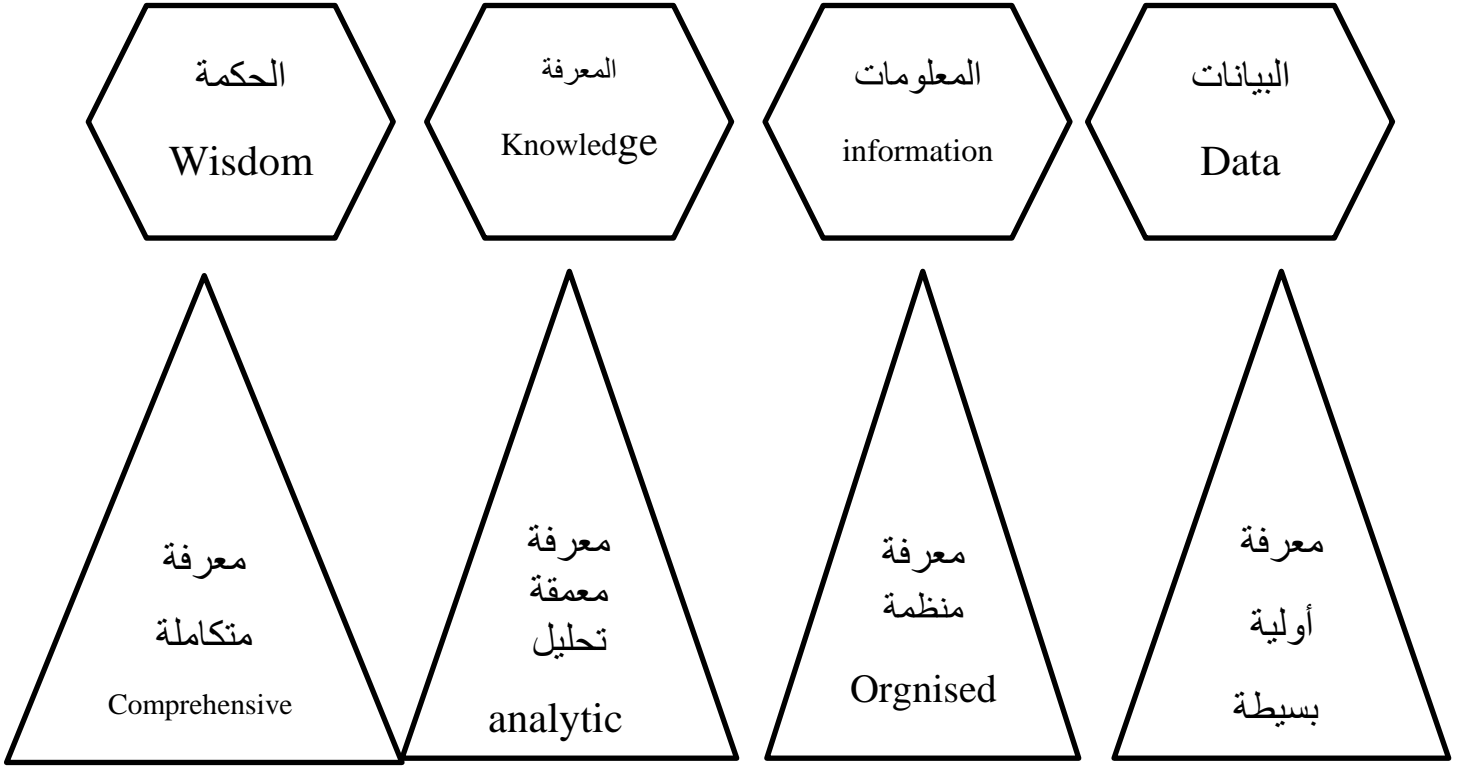 البيانات
Data
المعلومات
information
المعرفة
Knowledge
الحكمة
Wisdom
معرفة
أولية
بسيطة
معرفة
منظمة
Orgnised
معرفة
معمقة
تحليل
analytic
معرفة
متكاملة
Comprehensive